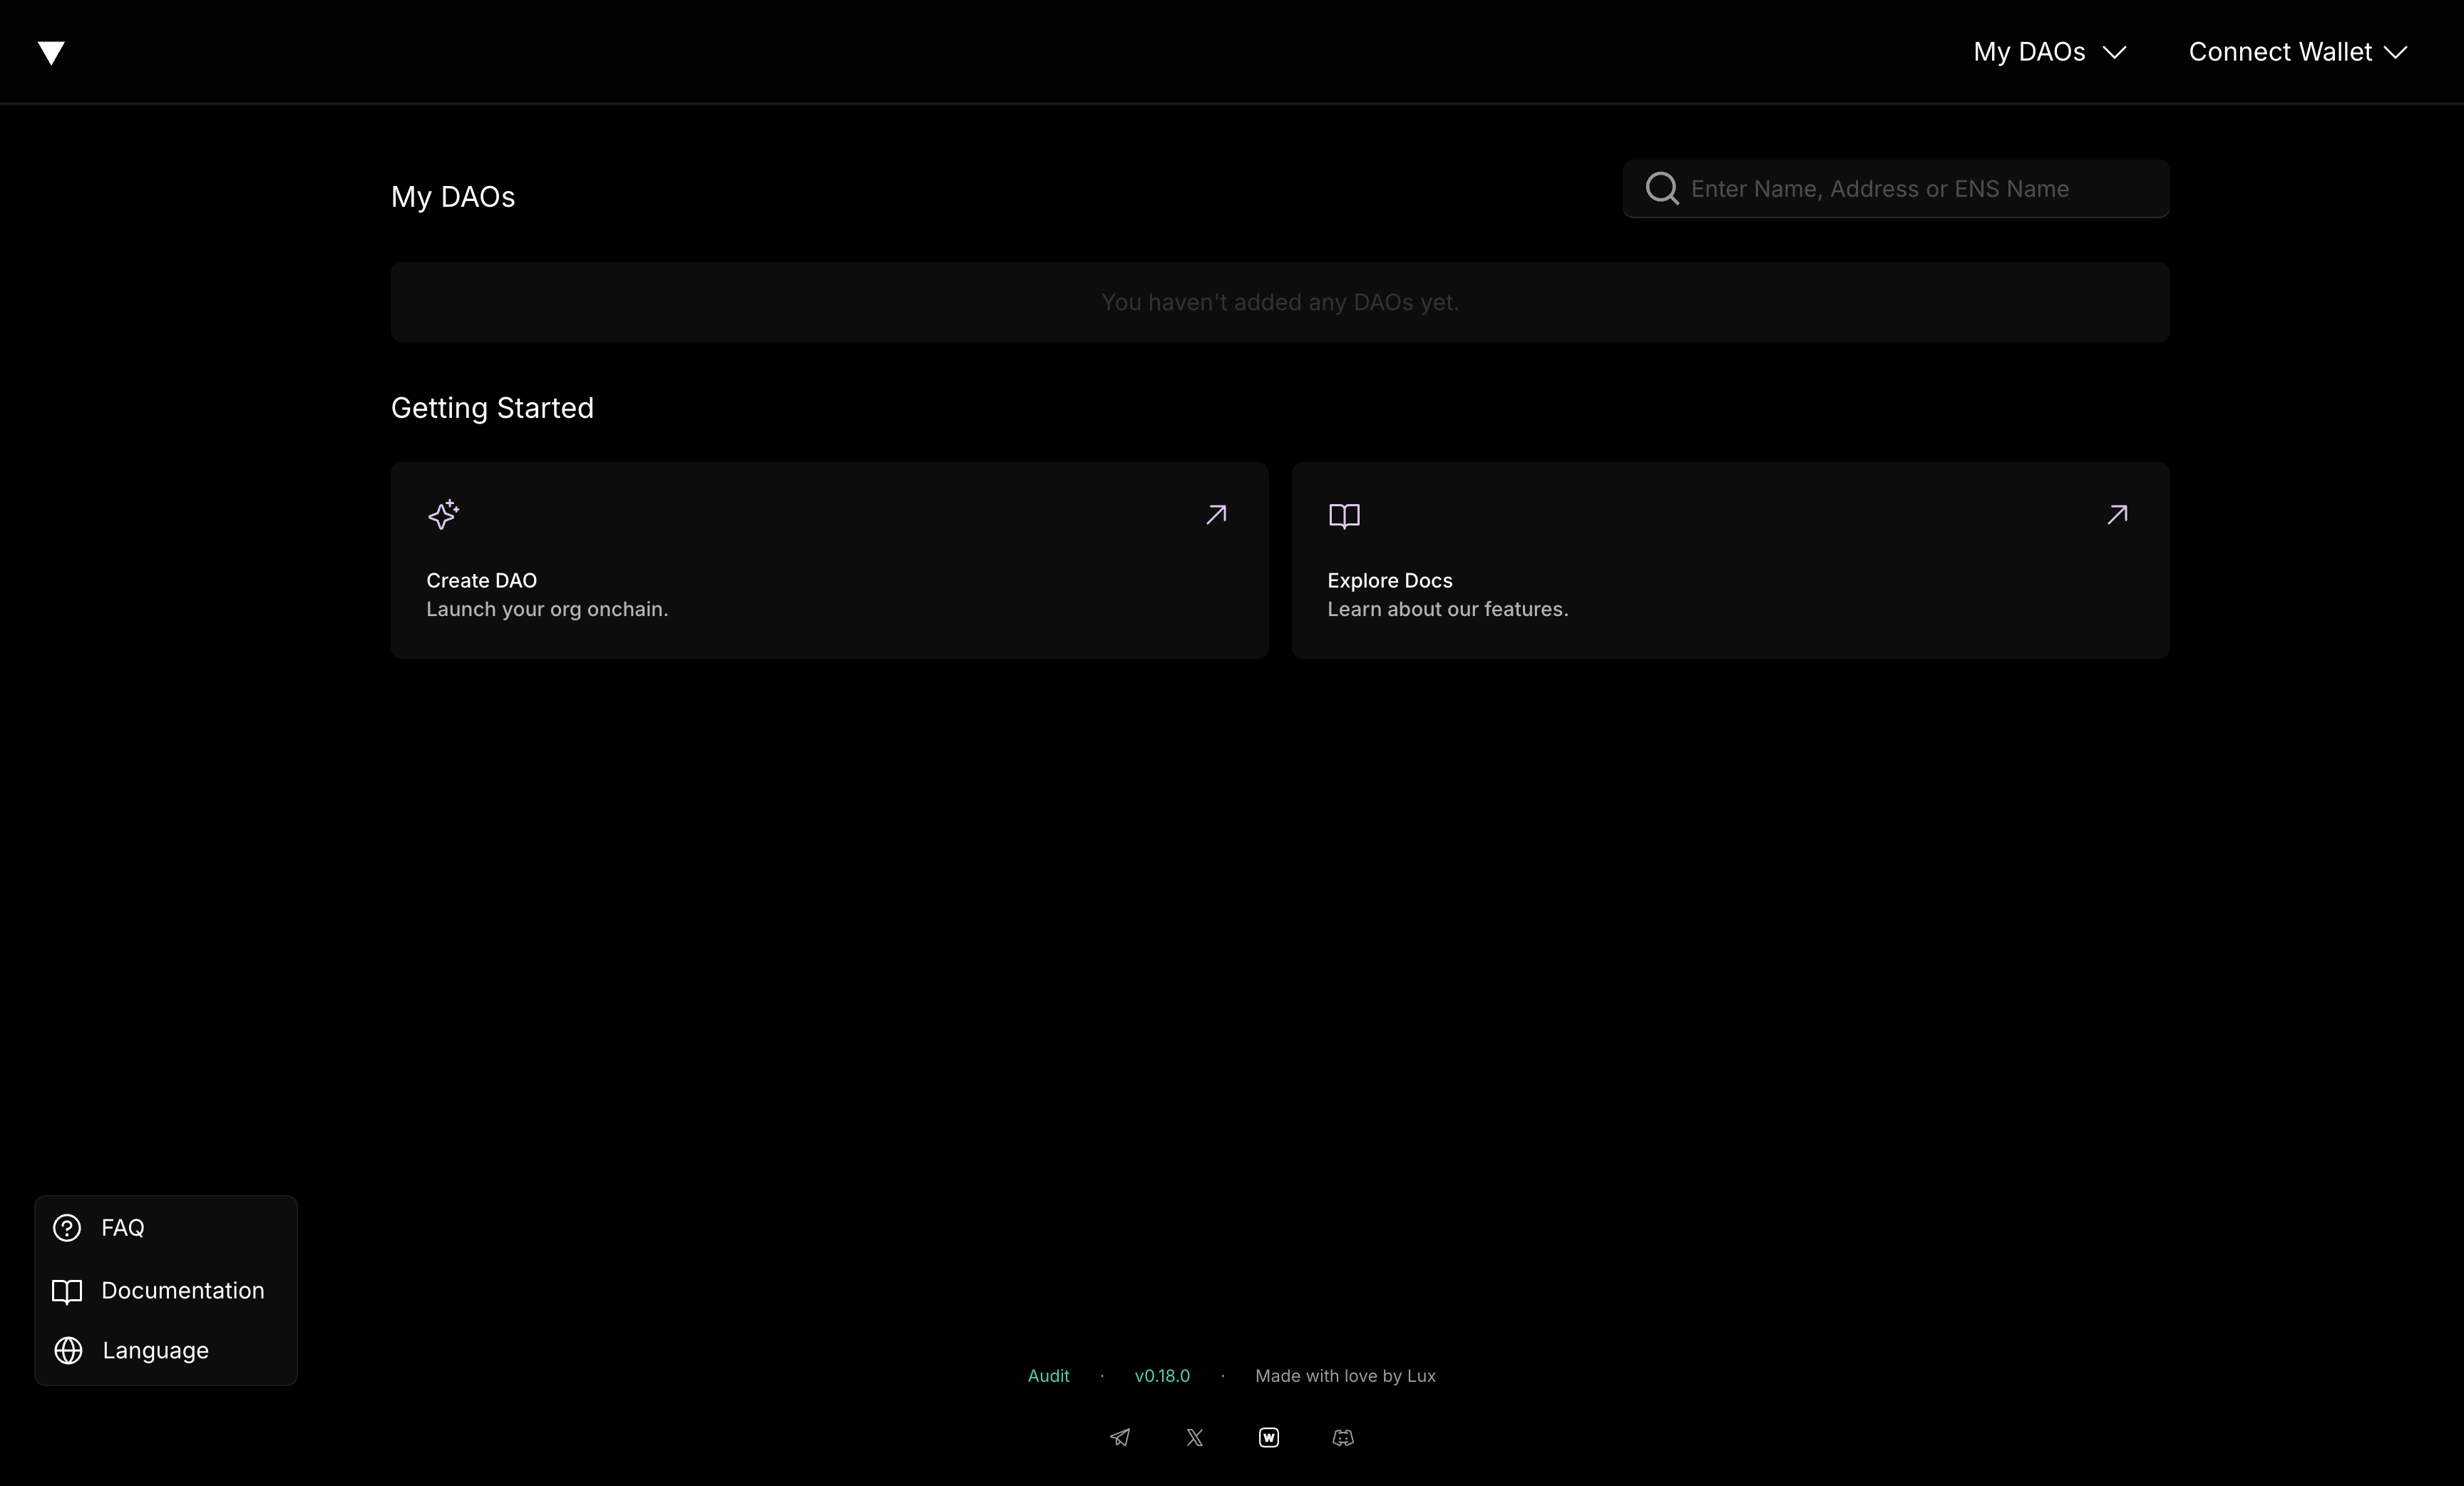 My DAOs
Connect Wallet
My DAOs
Enter Name, Address or ENS Name
You haven't added any DAOs yet.
Getting Started
Create DAO
Launch your org onchain.
Explore Docs
Learn about our features.
FAQ
Documentation
Language
Audit · v0.18.0 · Made with love by Lux